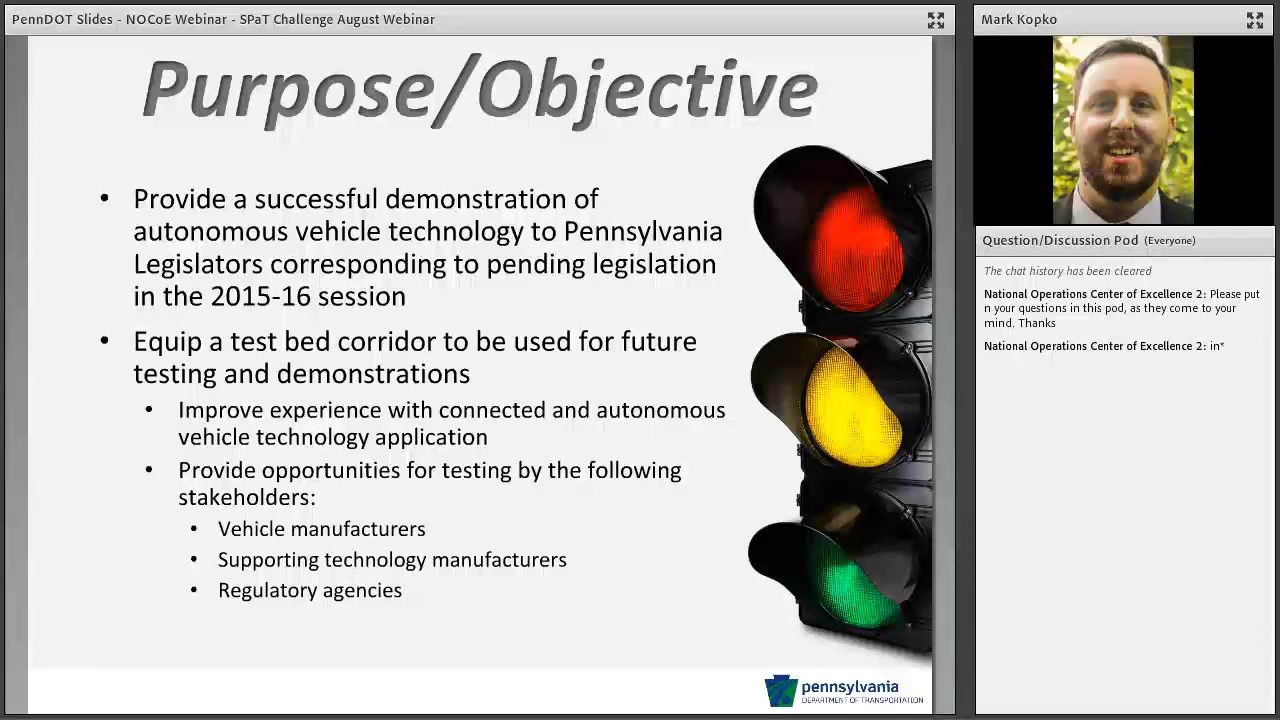 PennDOT Slides - NOCoE Webinar - SPaT Challenge August Webinar
Purpose/Objective
• Provide a successful demonstration of
autonomous vehicle technology to Pennsylvania
Legislators corresponding to pending legislation
in the 2015-16 session
• Equip a test bed corridor to be used for future
testing and demonstrations
• Improve experience with connected and autonomous
vehicle technology application
• Provide opportunities for testing by the following
stakeholders:
• Vehicle manufacturers
• Supporting technology manufacturers
• Regulatory agencies
pennsylvania
DEPARTMENT OF TRANSPORTATION
Mark Kopko
Question/Discussion Pod (Everyone)
The chat history has been cleared
National Operations Center of Excellence 2: Please put
n your questions in this pod, as they come to your
mind. Thanks
National Operations Center of Excellence 2: in*